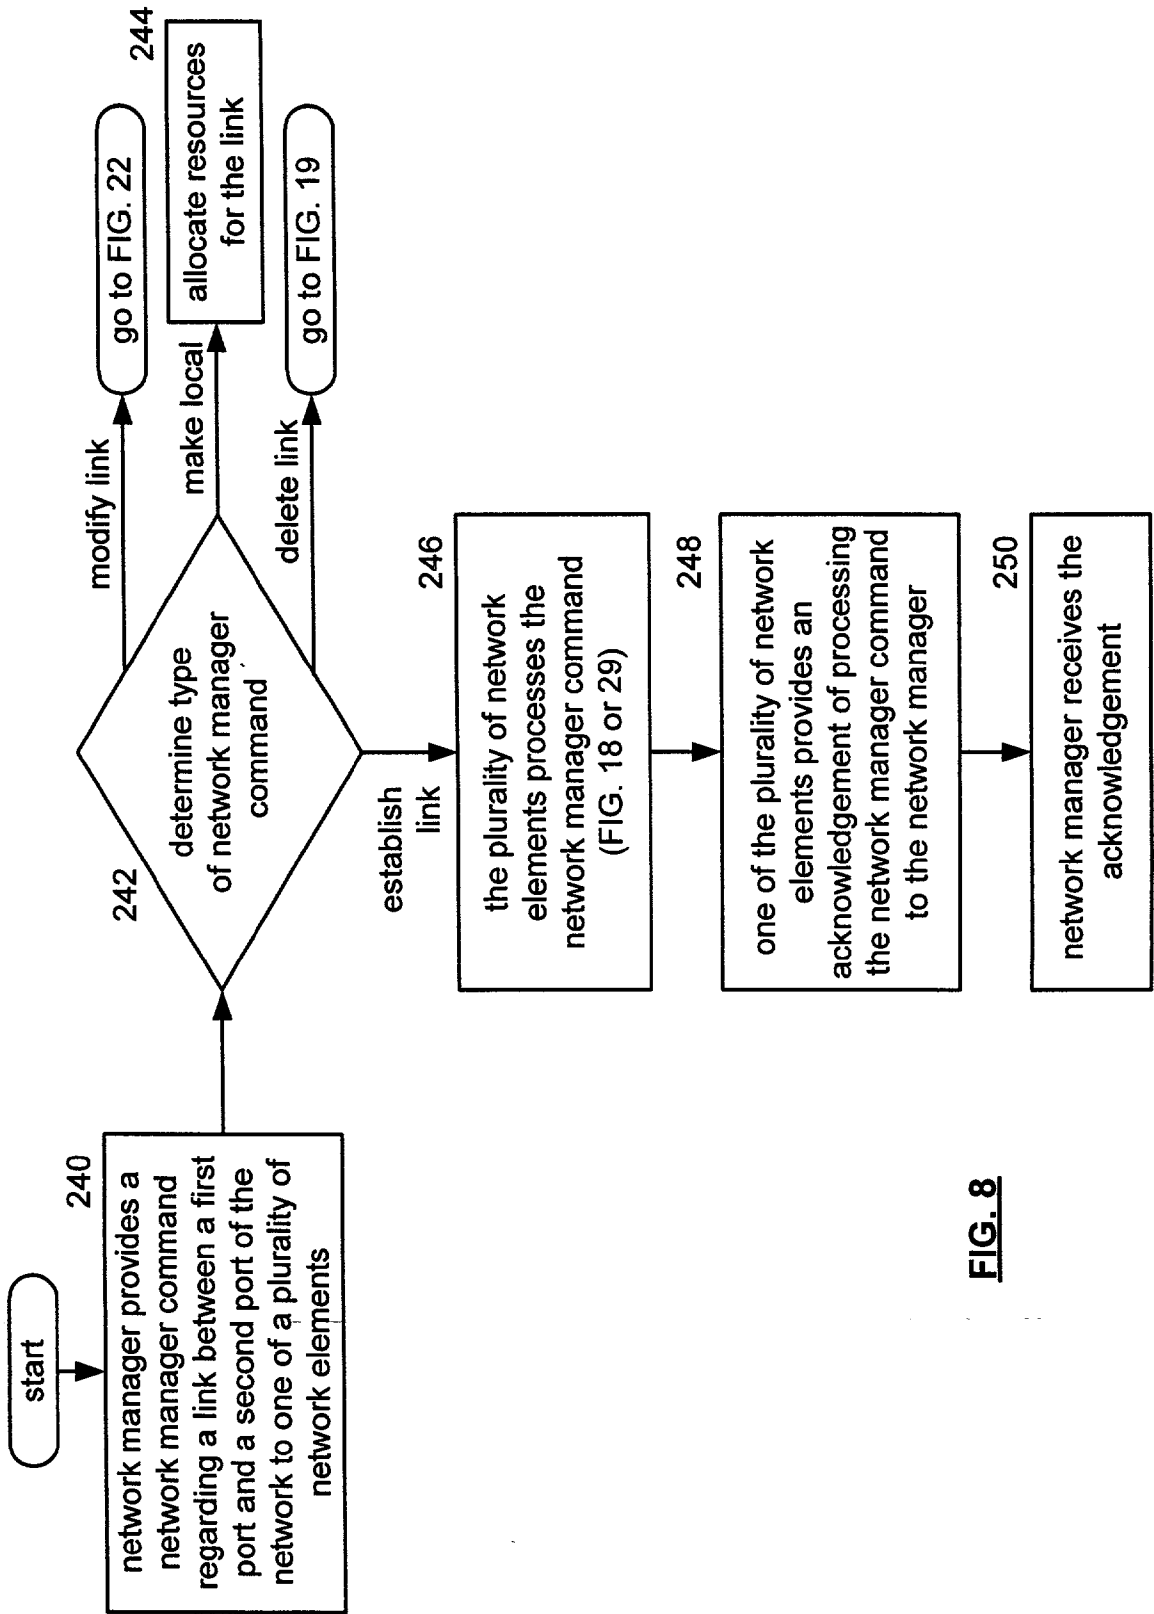 start
240
network manager provides a
network manager command
regarding a link between a first
port and a second port of the
network to one of a plurality of
network elements
242
determine type
of network manager
command
modify link
go to FIG. 22
make local
244
allocate resources
for the link
delete link
go to FIG. 19
establish
link
246
the plurality of network
elements processes the
network manager command
(FIG. 18 or 29)
248
one of the plurality of network
elements provides an
acknowledgement of processing
the network manager command
to the network manager
250
network manager receives the
acknowledgement
FIG. 8